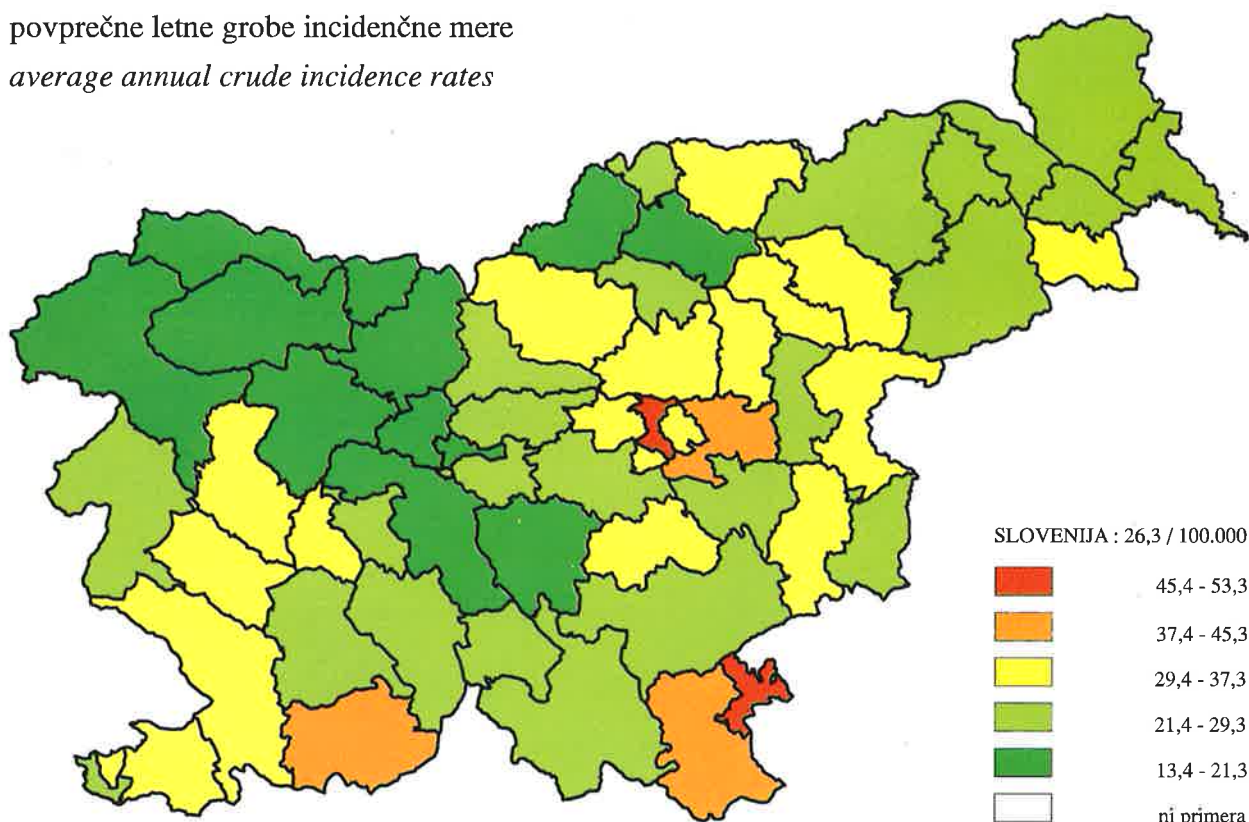 povprečne letne grobe incidenčne mere
average annual crude incidence rates
SLOVENIJA : 26,3 / 100.000
45,4 - 53,3
37,4 - 45,3
29,4 - 37,3
21,4 - 29,3
13,4 - 21,3
ni primera